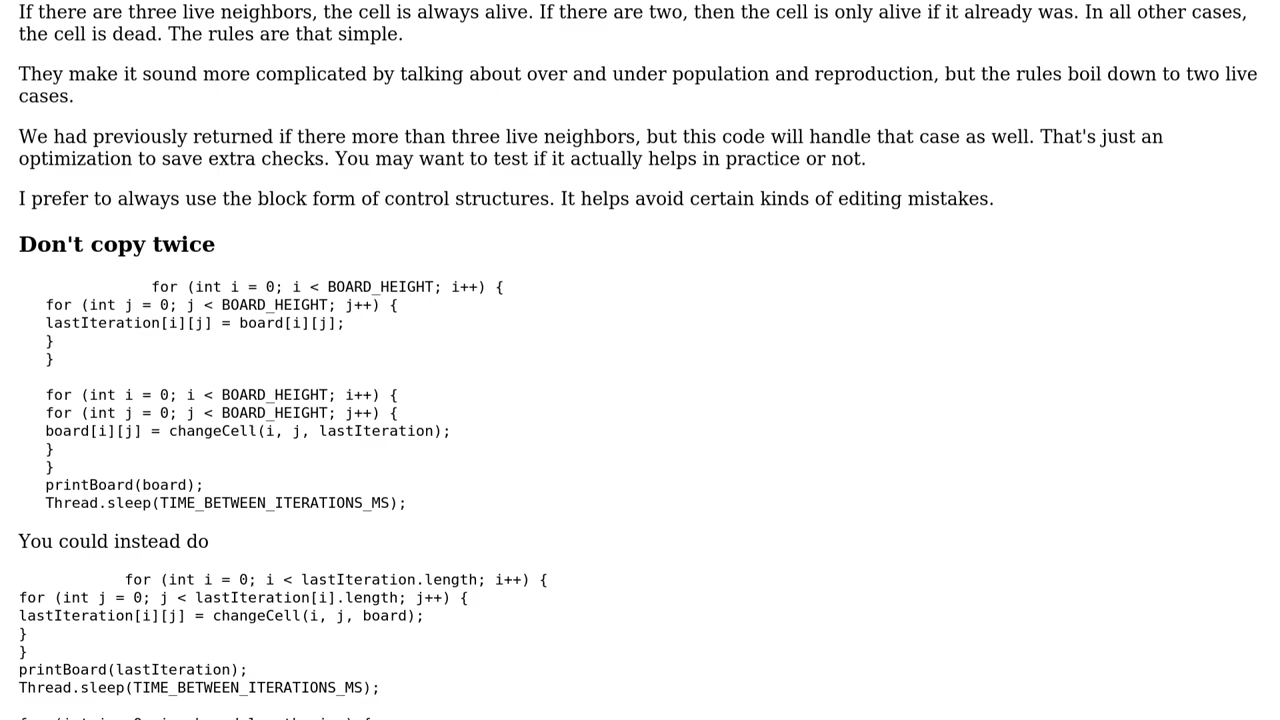 If there are three live neighbors, the cell is always alive. If there are two, then the cell is only alive if it already was. In all other cases,
the cell is dead. The rules are that simple.
They make it sound more complicated by talking about over and under population and reproduction, but the rules boil down to two live
cases.
We had previously returned if there more than three live neighbors, but this code will handle that case as well. That's just an
optimization to save extra checks. You may want to test if it actually helps in practice or not.
I prefer to always use the block form of control structures. It helps avoid certain kinds of editing mistakes.
Don't copy twice
for (int i = 0; i < BOARD_HEIGHT; i++) {
for (int j = 0; j < BOARD_HEIGHT; j++) {
lastIteration[i][j] = board[i][j];
}
}
for (int i = 0; i < BOARD_HEIGHT; i++) {
for (int j = 0; j < BOARD_HEIGHT; j++) {
board[i][j] = changeCell(i, j, lastIteration);
}
}
printBoard(board);
Thread.sleep(TIME_BETWEEN_ITERATIONS_MS);
You could instead do
for (int i = 0; i < lastIteration.length; i++) {
for (int j = 0; j < lastIteration[i].length; j++) {
lastIteration[i][j] = changeCell(i, j, board);
}
}
printBoard(lastIteration);
Thread.sleep(TIME_BETWEEN_ITERATIONS_MS);